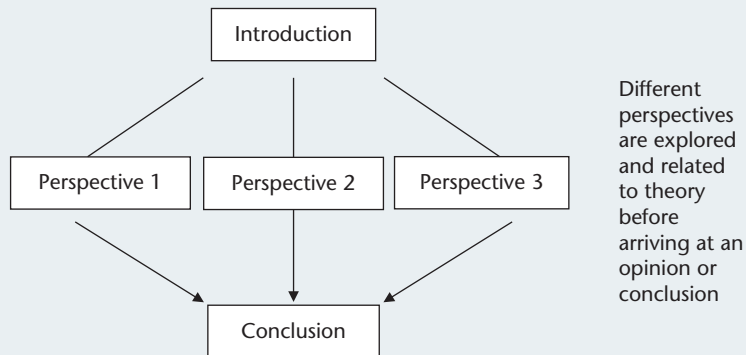 Introduction
Perspective 1
Perspective 2
Perspective 3
Conclusion
Different
perspectives
are explored
and related
to theory
before
arriving at an
opinion or
conclusion